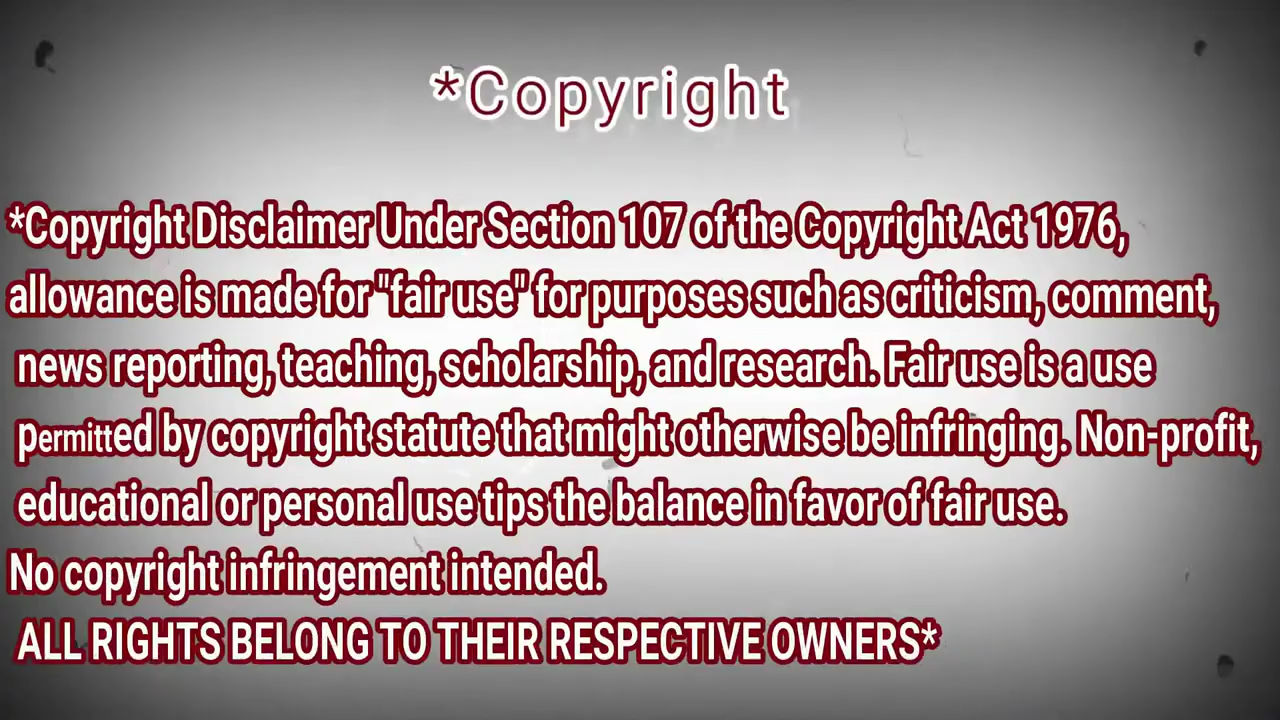 *Copyright
*Copyright Disclaimer Under Section 107 of the Copyright Act 1976,
allowance is made for "fair use" for purposes such as criticism, comment,
news reporting, teaching, scholarship, and research. Fair use is a use
permitted by copyright statute that might otherwise be infringing. Non-profit,
educational or personal use tips the balance in favor of fair use.
No copyright infringement intended.
ALL RIGHTS BELONG TO THEIR RESPECTIVE OWNERS*